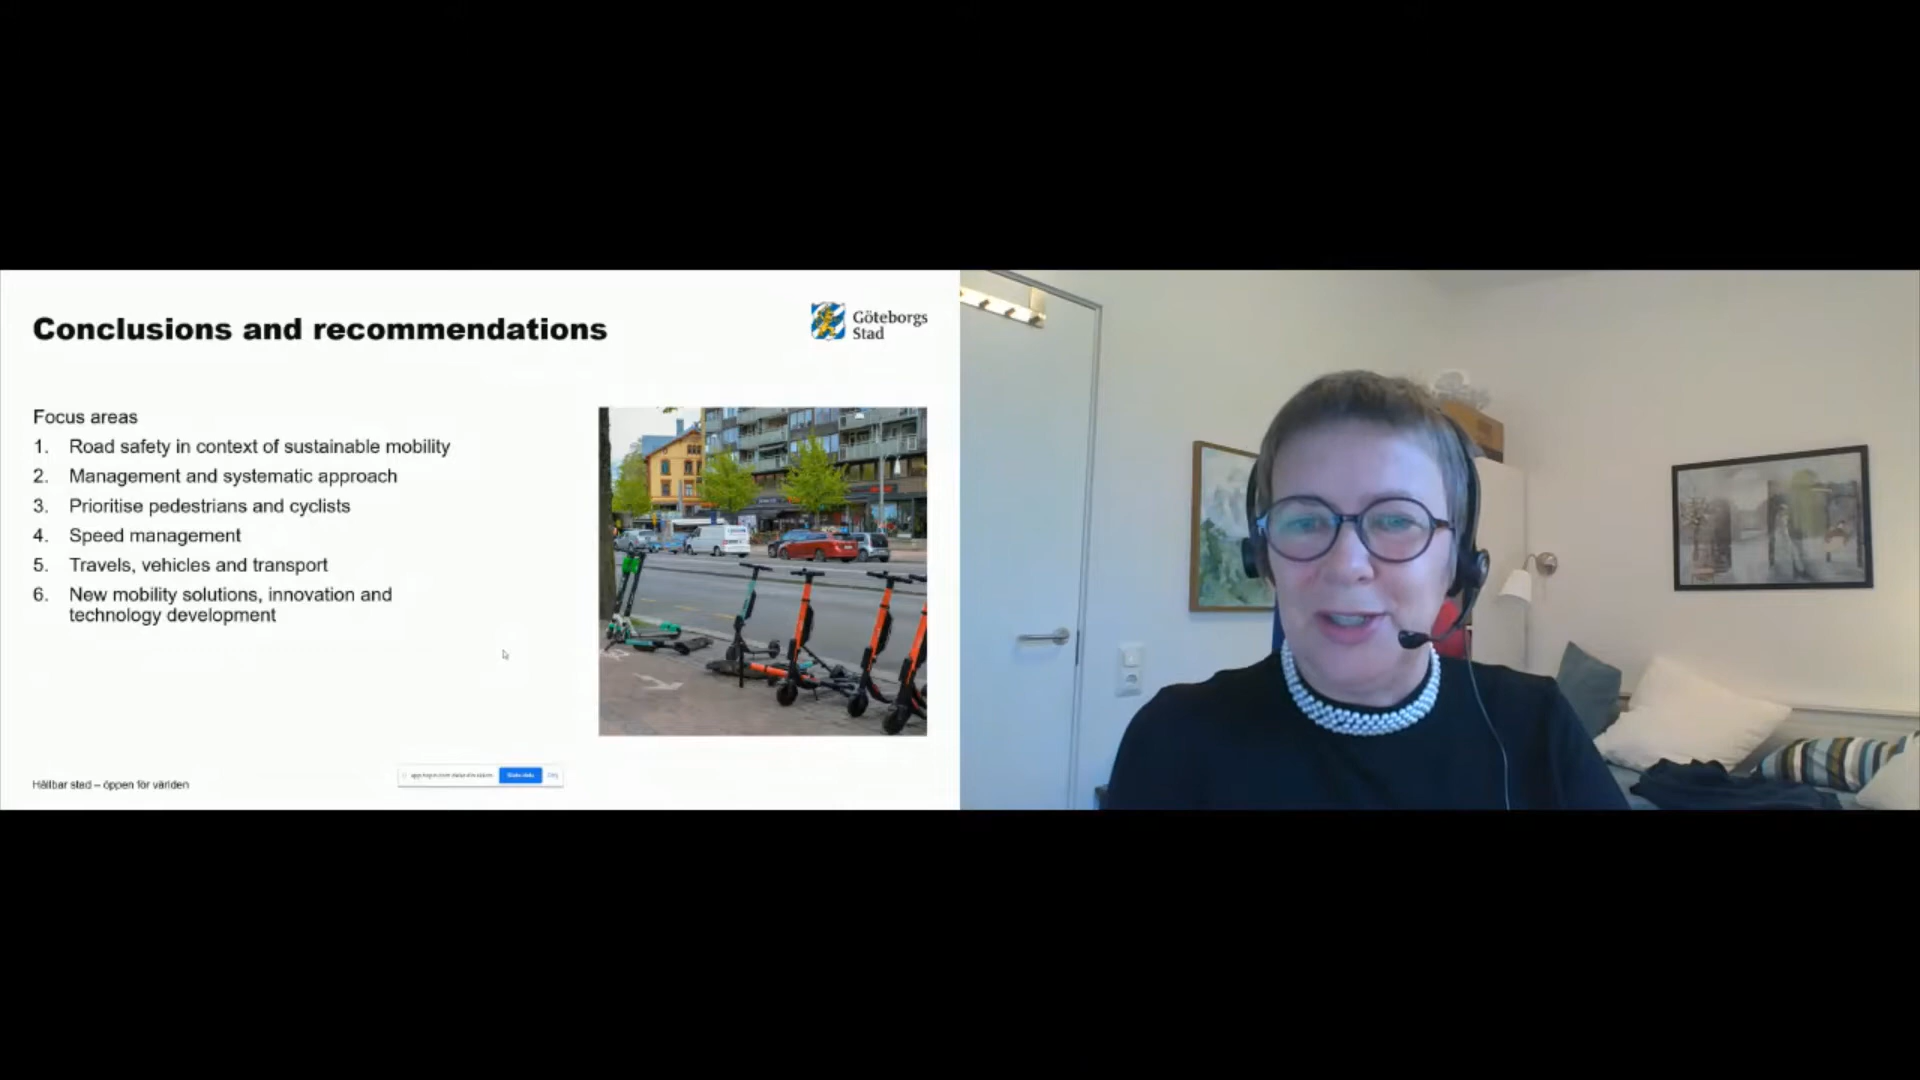 Conclusions and recommendations
Göteborgs
Stad
Focus areas
1. Road safety in context of sustainable mobility
2. Management and systematic approach
3. Prioritise pedestrians and cyclists
4. Speed management
5. Travels, vehicles and transport
6. New mobility solutions, innovation and
technology development
Hållbar stad – öppen för världen